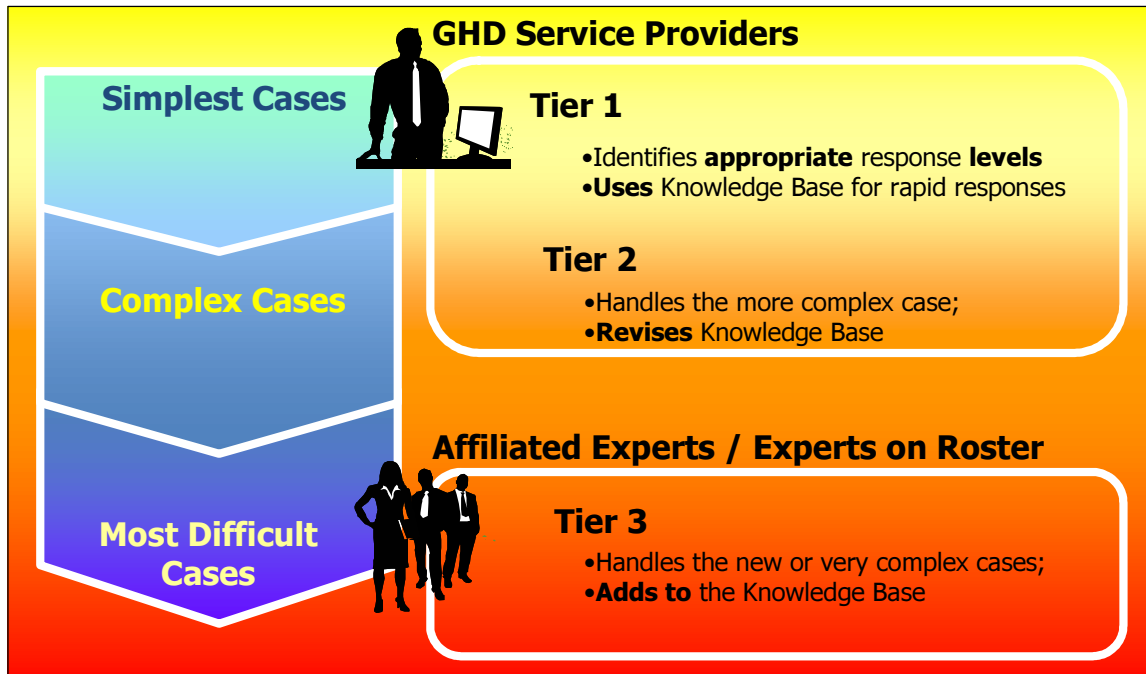 GHD Service Providers
Simplest Cases
Tier 1
•Identifies appropriate response levels
•Uses Knowledge Base for rapid responses
Complex Cases
Tier 2
•Handles the more complex case;
•Revises Knowledge Base
Affiliated Experts / Experts on Roster
Most Difficult
Cases
Tier 3
•Handles the new or very complex cases;
•Adds to the Knowledge Base